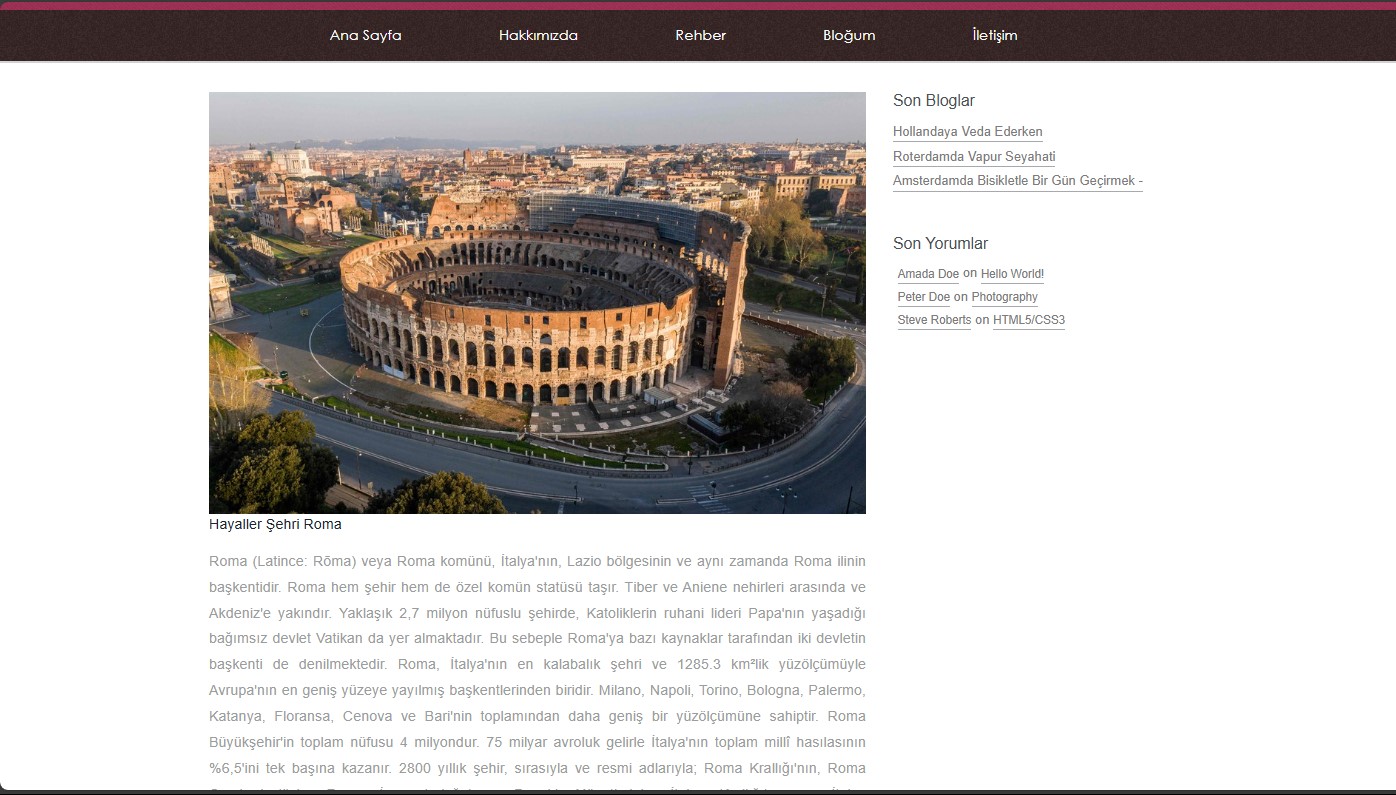 Ana Sayfa Hakkımızda Rehber Bloğum İletişim
Hayaller Şehri Roma
Roma (Latince: Rōma) veya Roma komünü, İtalya'nın, Lazio bölgesinin ve aynı zamanda Roma ilinin
başkentidir. Roma hem şehir hem de özel komün statüsü taşır. Tiber ve Aniene nehirleri arasında ve
Akdeniz'e yakındır. Yaklaşık 2,7 milyon nüfuslu şehirde, Katoliklerin ruhani lideri Papa'nın yaşadığı
bağımsız devlet Vatikan da yer almaktadır. Bu sebeple Roma'ya bazı kaynaklar tarafından iki devletin
başkenti de denilmektedir. Roma, İtalya'nın en kalabalık şehri ve 1285.3 km²lik yüzölçümüyle
Avrupa'nın en geniş yüzeye yayılmış başkentlerinden biridir. Milano, Napoli, Torino, Bologna, Palermo,
Katanya, Floransa, Cenova ve Bari'nin toplamından daha geniş bir yüzölçümüne sahiptir. Roma
Büyükşehir'in toplam nüfusu 4 milyondur. 75 milyar avroluk gelirle İtalya'nın toplam millî hasılasının
%6,5'ini tek başına kazanır. 2800 yıllık şehir, sırasıyla ve resmi adlarıyla; Roma Krallığı'nın, Roma
Son Bloglar
Hollandaya Veda Ederken
Roterdamda Vapur Seyahati
Amsterdamda Bisikletle Bir Gün Geçirmek -
Son Yorumlar
Amada Doe on Hello World!
Peter Doe on Photography
Steve Roberts on HTML5/CSS3